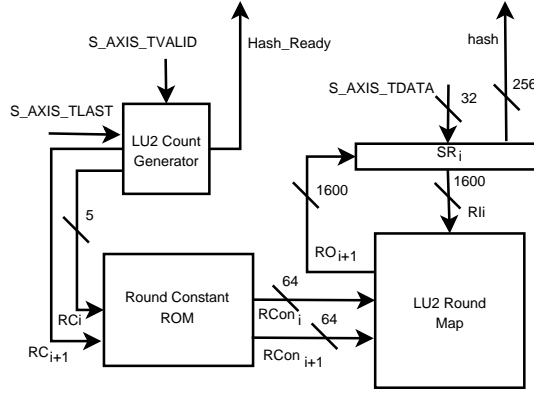 S_AXIS_TVALID
Hash_Ready
hash
S_AXIS_TDATA
32
256
S_AXIS_TLAST
LU2 Count
Generator
SR i
5
1600
1600
RIi
RO i+1
Round Constant
ROM
64
RCon i
LU2 Round
Map
RCi
64
RC i+1
RCon i+1